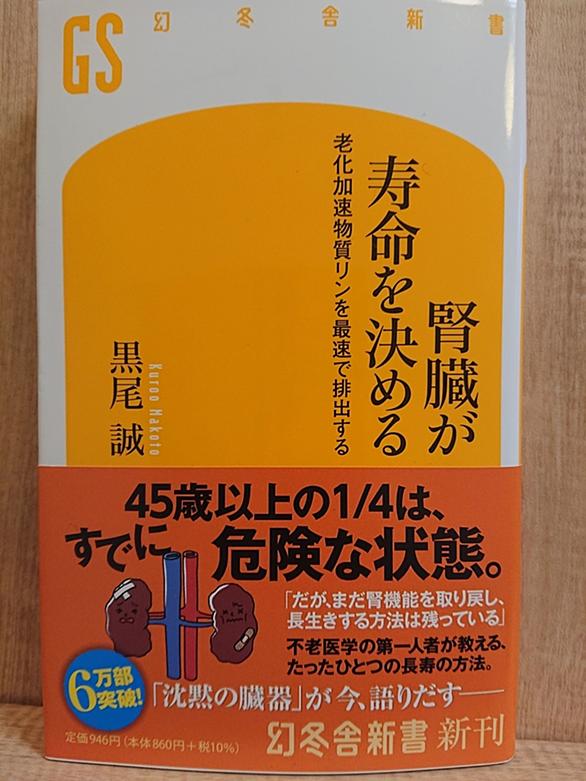 GS
幻冬舎新書
腎臓が
寿命を決める
老化加速物質リンを最速で排出する
黒尾 誠
Kuroo Makoto
45歳以上の1/4は、
すでに危険な状態。
「だが、まだ腎機能を取り戻し、
長生きする方法は残っている」
不老医学の第一人者が教える、
たったひとつの長寿の方法。
6万部
突破!
「沈黙の臓器」が今、語りだす──
定価946円(本体860円+税10%)
幻冬舎新書 新刊